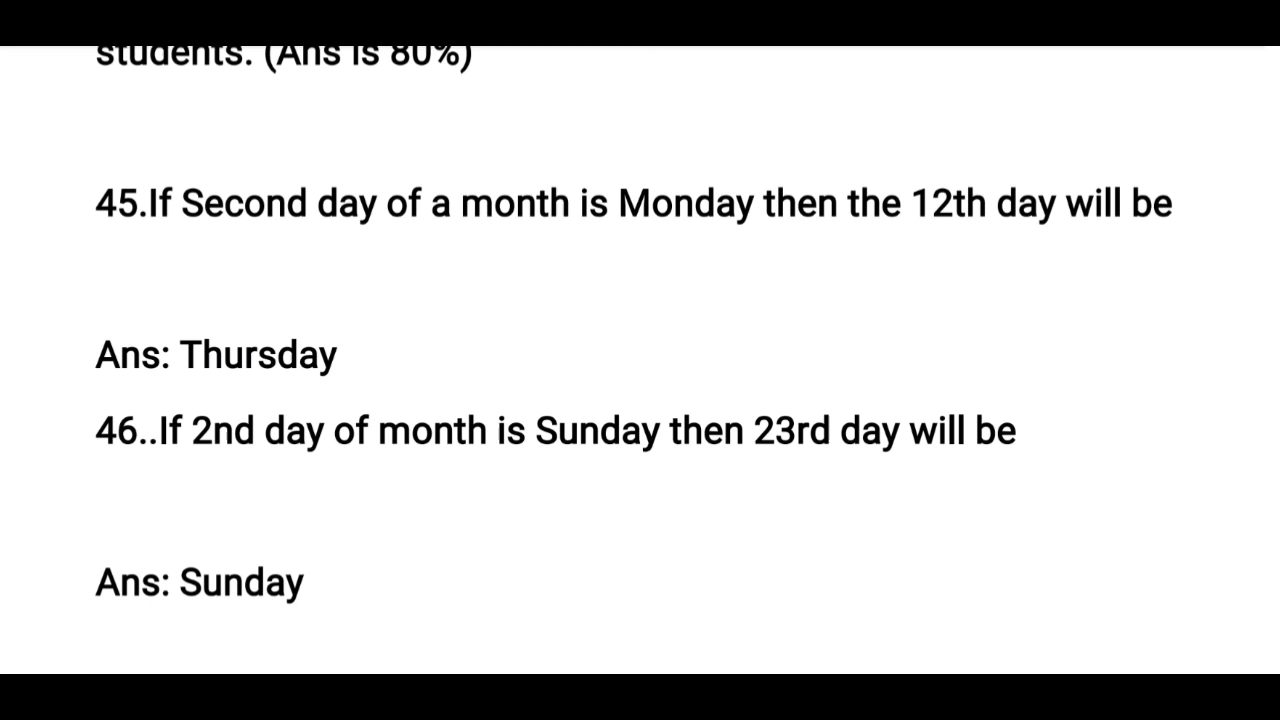 students. (Ans is 80%)
45.If Second day of a month is Monday then the 12th day will be
Ans: Thursday
46..If 2nd day of month is Sunday then 23rd day will be
Ans: Sunday